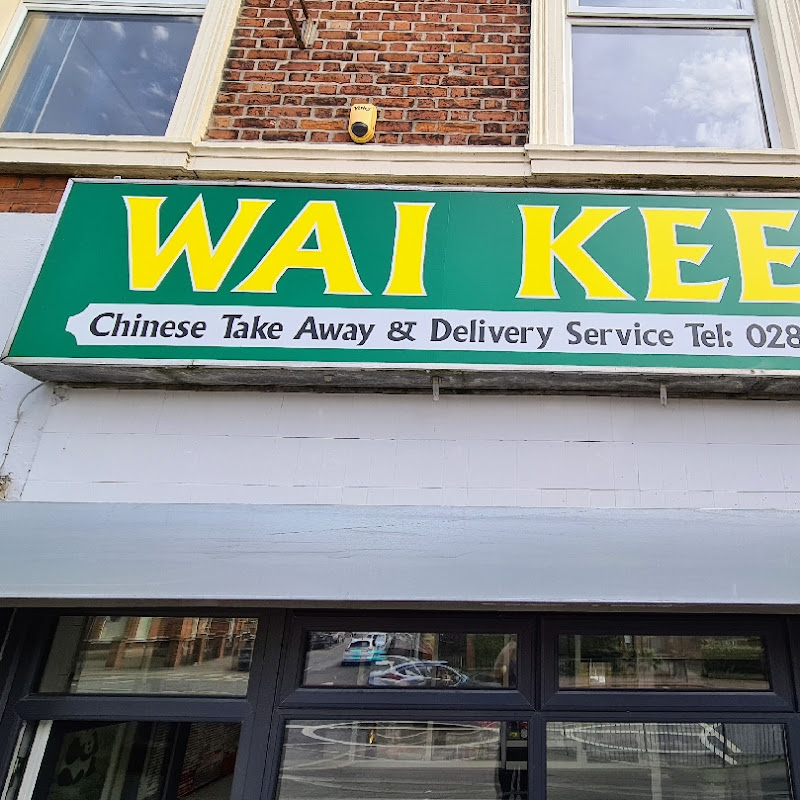 WAI KEE
Chinese Take Away & Delivery Service Tel: 028